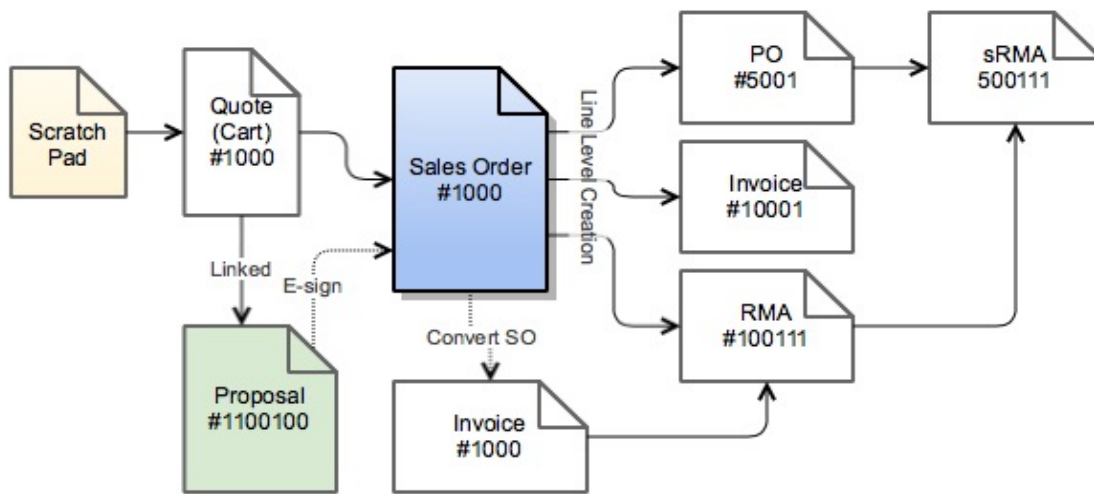 Scratch
Pad
Quote
(Cart)
#1000
Linked
Proposal
#1100100
E-sign
Sales Order
#1000
Convert SO
Invoice
#1000
Line Level Creation
PO
#5001
Invoice
#10001
RMA
#100111
sRMA
500111